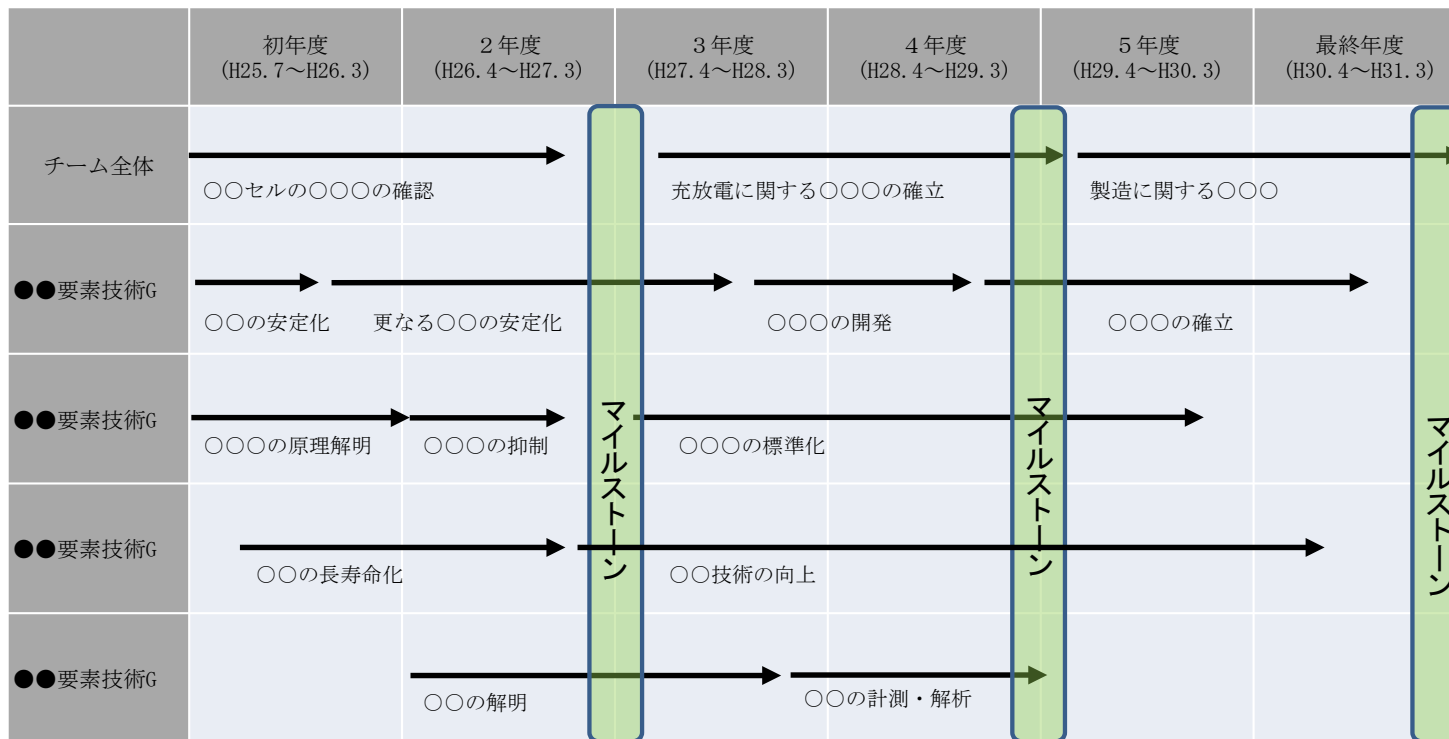 初年度
(H25.7～H26.3)
２年度
(H26.4～H27.3)
３年度
(H27.4～H28.3)
４年度
(H28.4～H29.3)
５年度
(H29.4～H30.3)
最終年度
(H30.4～H31.3)
チーム全体
○○セルの○○○の確認
充放電に関する○○○の確立
製造に関する○○○
●●要素技術G
○○の安定化
更なる○○の安定化
○○○の開発
○○○の確立
●●要素技術G
○○○の原理解明
○○○の抑制
○○○の標準化
●●要素技術G
○○の長寿命化
○○技術の向上
●●要素技術G
○○の解明
○○の計測・解析
マイルストーン
マイルストーン
マイルストーン